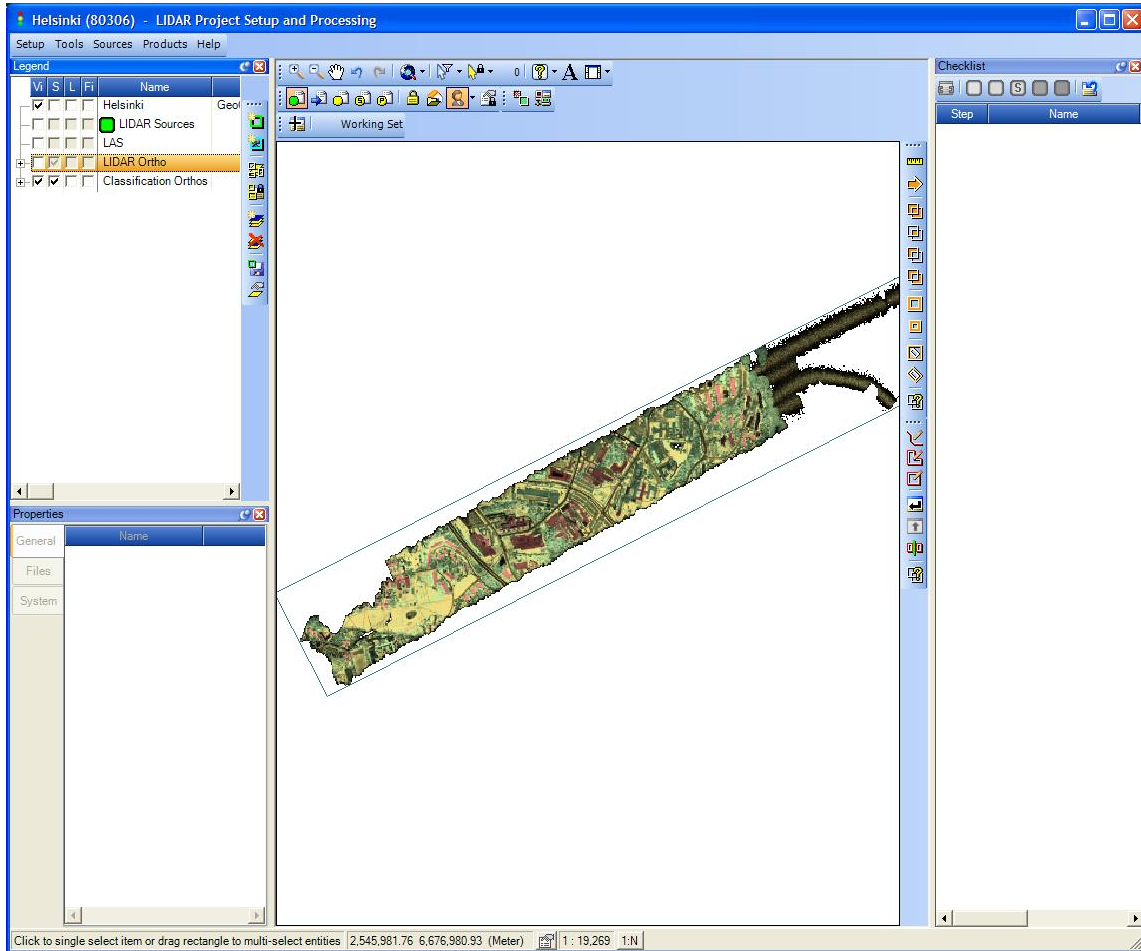 Helsinki (80306) - LIDAR Project Setup and Processing
Setup Tools Sources Products Help
Legend
Vi S L Fi Name
Helsinki
LIDAR Sources
LAS
LIDAR Ortho
Classification Orthos
0 ? A
S P
Working Set
Checklist
S
Step Name
Properties
Name
General
Files
System
Click to single select item or drag rectangle to multi-select entities 2,545,981.76 6,676,980.93 (Meter) 1 : 19,269 1:N